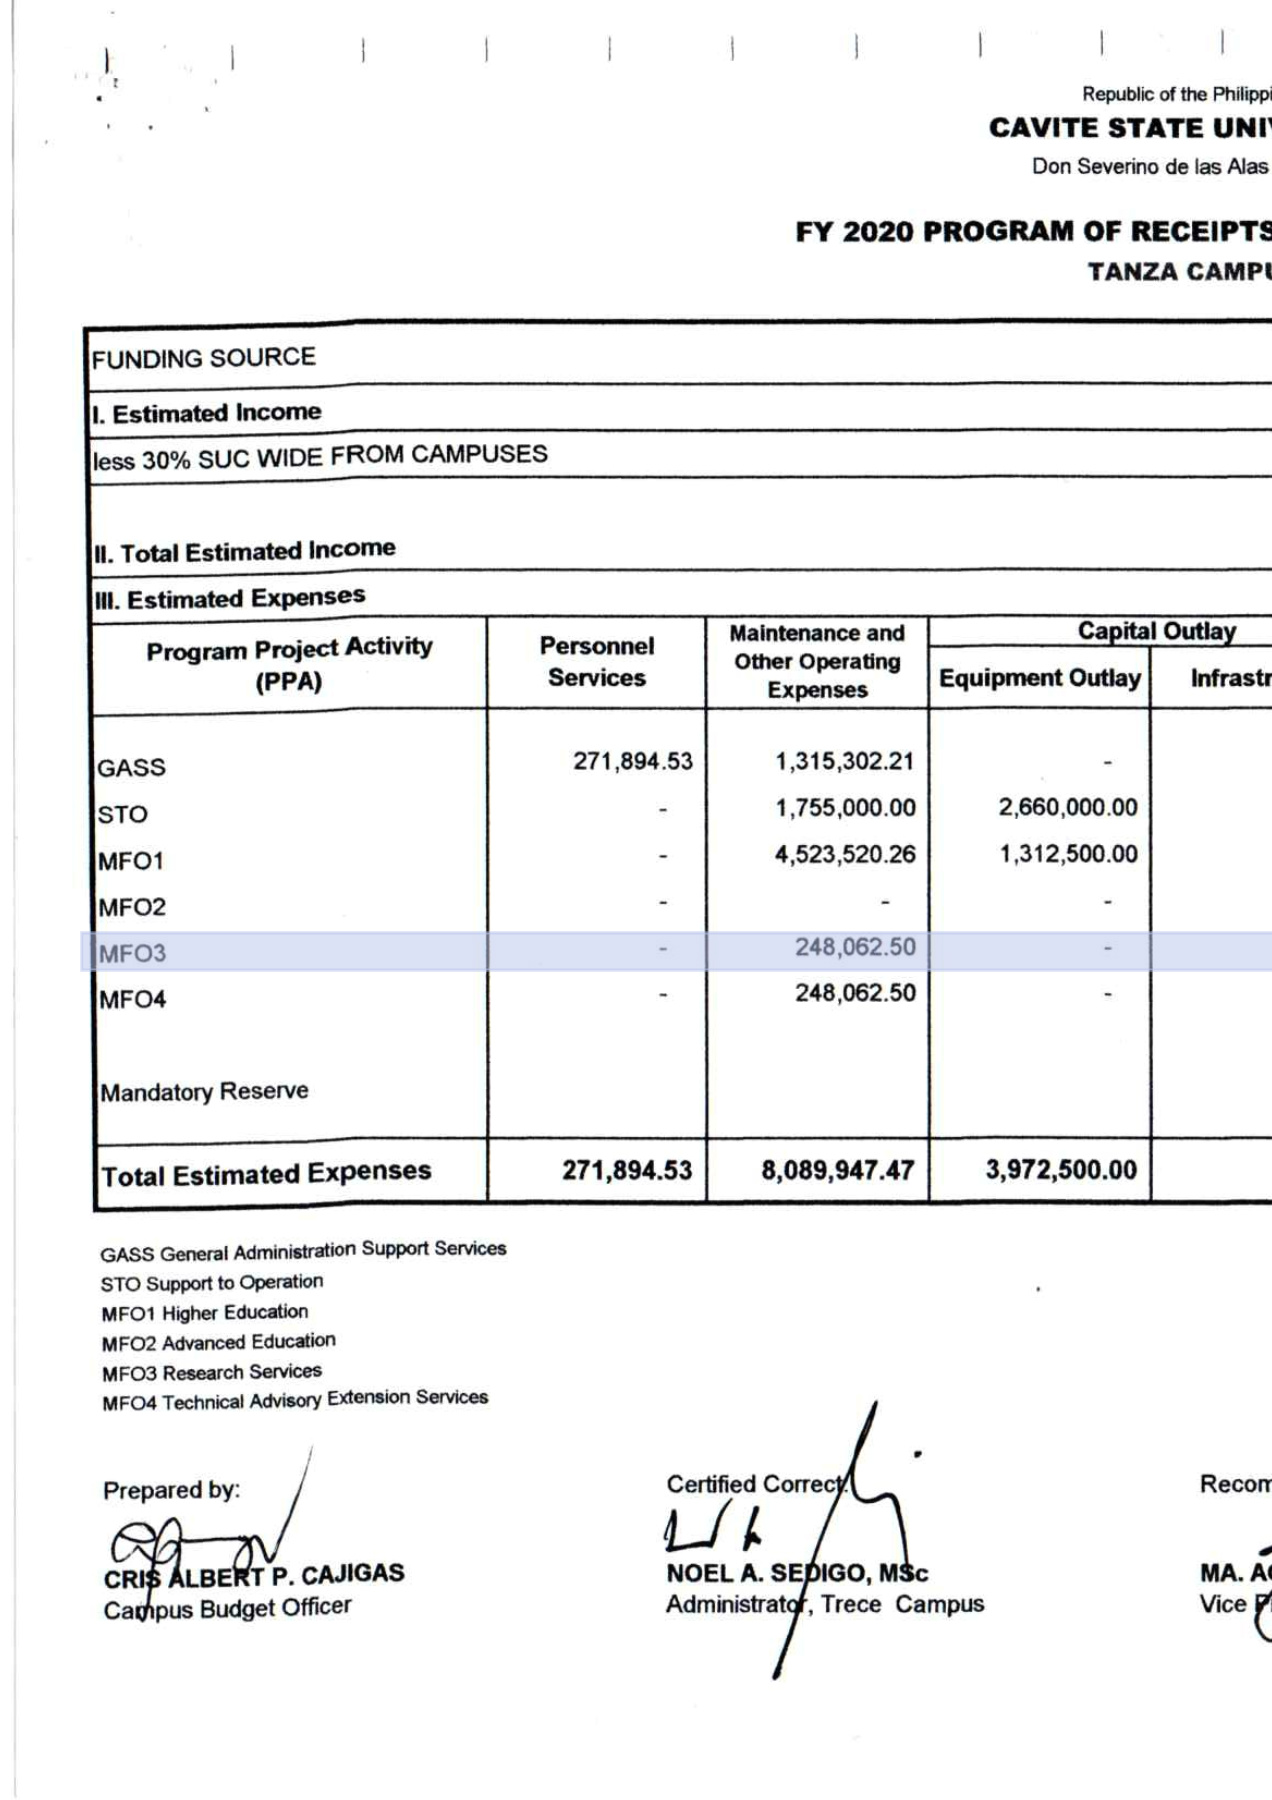 Republic of the Philippi
CAVITE STATE UNIV
Don Severino de las Alas
FY 2020 PROGRAM OF RECEIPTS
TANZA CAMPU
FUNDING SOURCE
I. Estimated Income
less 30% SUC WIDE FROM CAMPUSES
II. Total Estimated Income
III. Estimated Expenses
Program Project Activity (PPA) Personnel Services Maintenance and Other Operating Expenses Capital Outlay
Equipment Outlay Infrastr
GASS 271,894.53 1,315,302.21 -
STO - 1,755,000.00 2,660,000.00
MFO1 - 4,523,520.26 1,312,500.00
MFO2 - - -
MFO3 - 248,062.50 -
MFO4 - 248,062.50 -
Mandatory Reserve
Total Estimated Expenses 271,894.53 8,089,947.47 3,972,500.00
GASS General Administration Support Services
STO Support to Operation
MFO1 Higher Education
MFO2 Advanced Education
MFO3 Research Services
MFO4 Technical Advisory Extension Services
Prepared by: Certified Correct: Recom
CRIS ALBERT P. CAJIGAS NOEL A. SEDIGO, MSc MA. A
Campus Budget Officer Administrator, Trece Campus Vice P